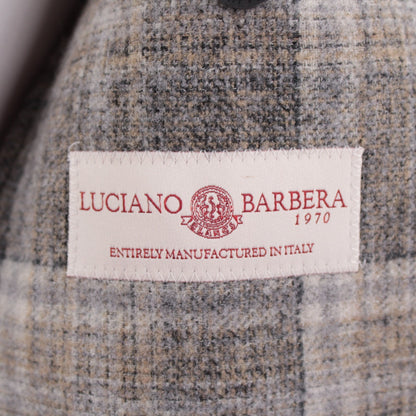 LUCIANO BARBERA
1970
ENTIRELY MANUFACTURED IN ITALY